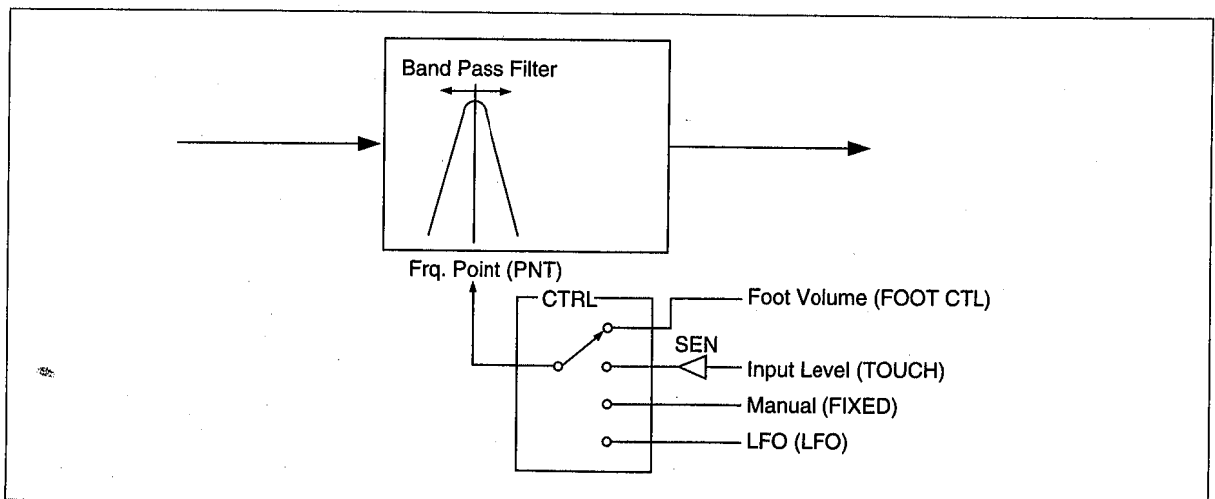 Band Pass Filter
Frq. Point (PNT)
CTRL
Foot Volume (FOOT CTL)
SEN
Input Level (TOUCH)
Manual (FIXED)
LFO (LFO)